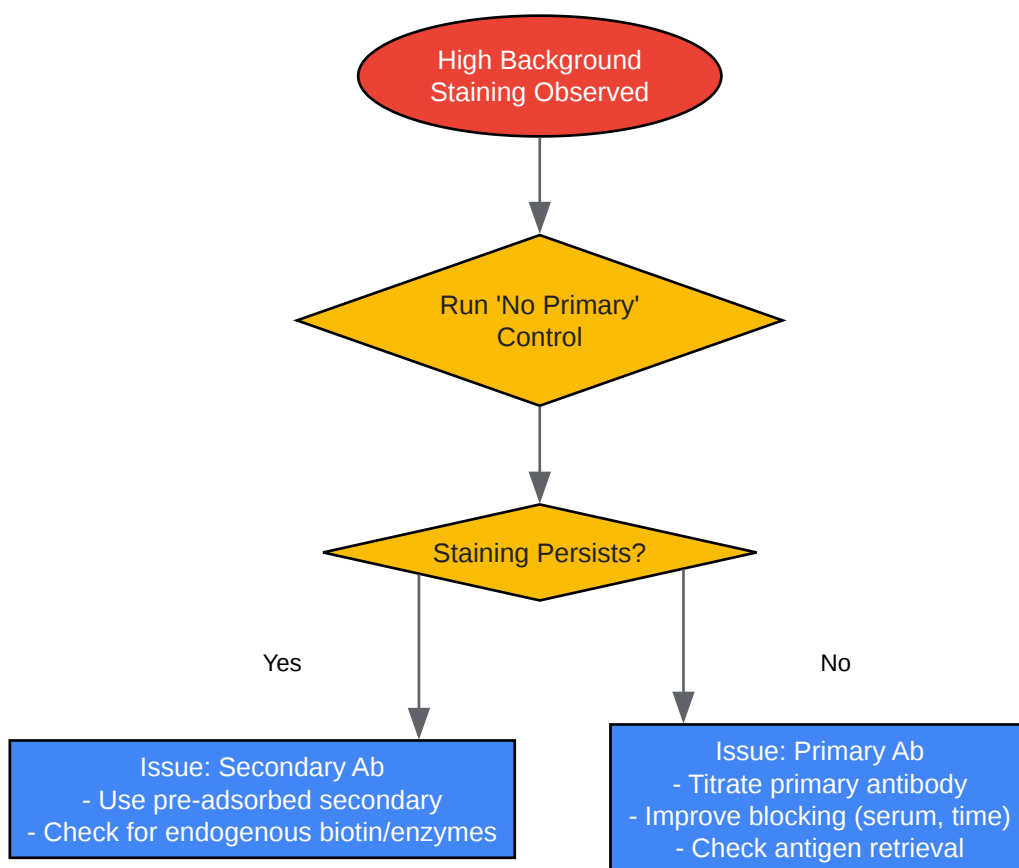 High Background
Staining Observed
Run 'No Primary'
Control
Staining Persists?
Yes
No
Issue: Secondary Ab
- Use pre-adsorbed secondary
- Check for endogenous biotin/enzymes
Issue: Primary Ab
- Titrate primary antibody
- Improve blocking (serum, time)
- Check antigen retrieval